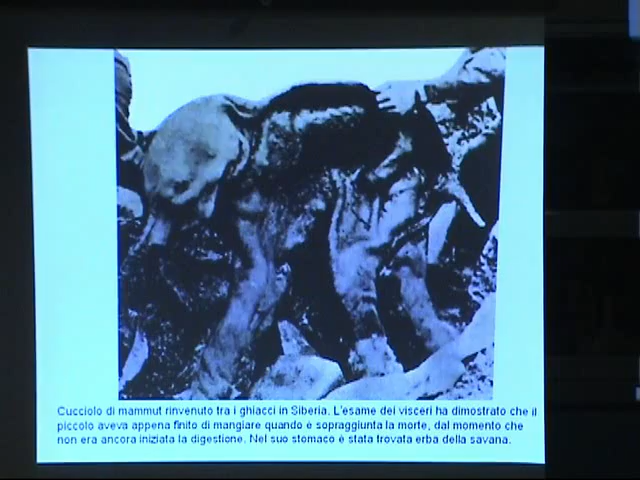 Cucciolo di mammut rinvenuto tra i ghiacci in Siberia. L'esame dei visceri ha dimostrato che il
piccolo aveva appena finito di mangiare quando è sopraggiunta la morte, dal momento che
non era ancora iniziata la digestione. Nel suo stomaco è stata trovata erba della savana.